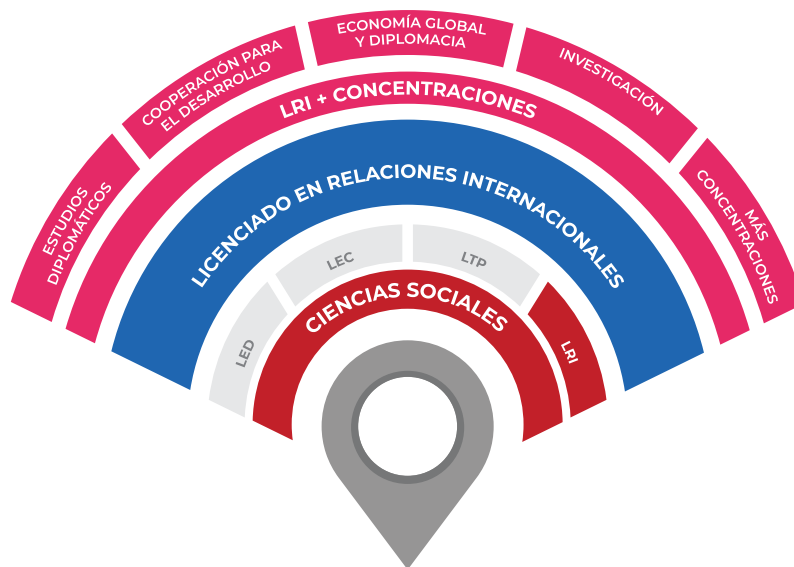 ESTUDIOS
DIPLOMÁTICOS
COOPERACIÓN PARA
EL DESARROLLO
ECONOMÍA GLOBAL
Y DIPLOMACIA
INVESTIGACIÓN
MÁS
CONCENTRACIONES
LRI + CONCENTRACIONES
LICENCIADO EN RELACIONES INTERNACIONALES
LED
LEC
LTP
LRI
CIENCIAS SOCIALES